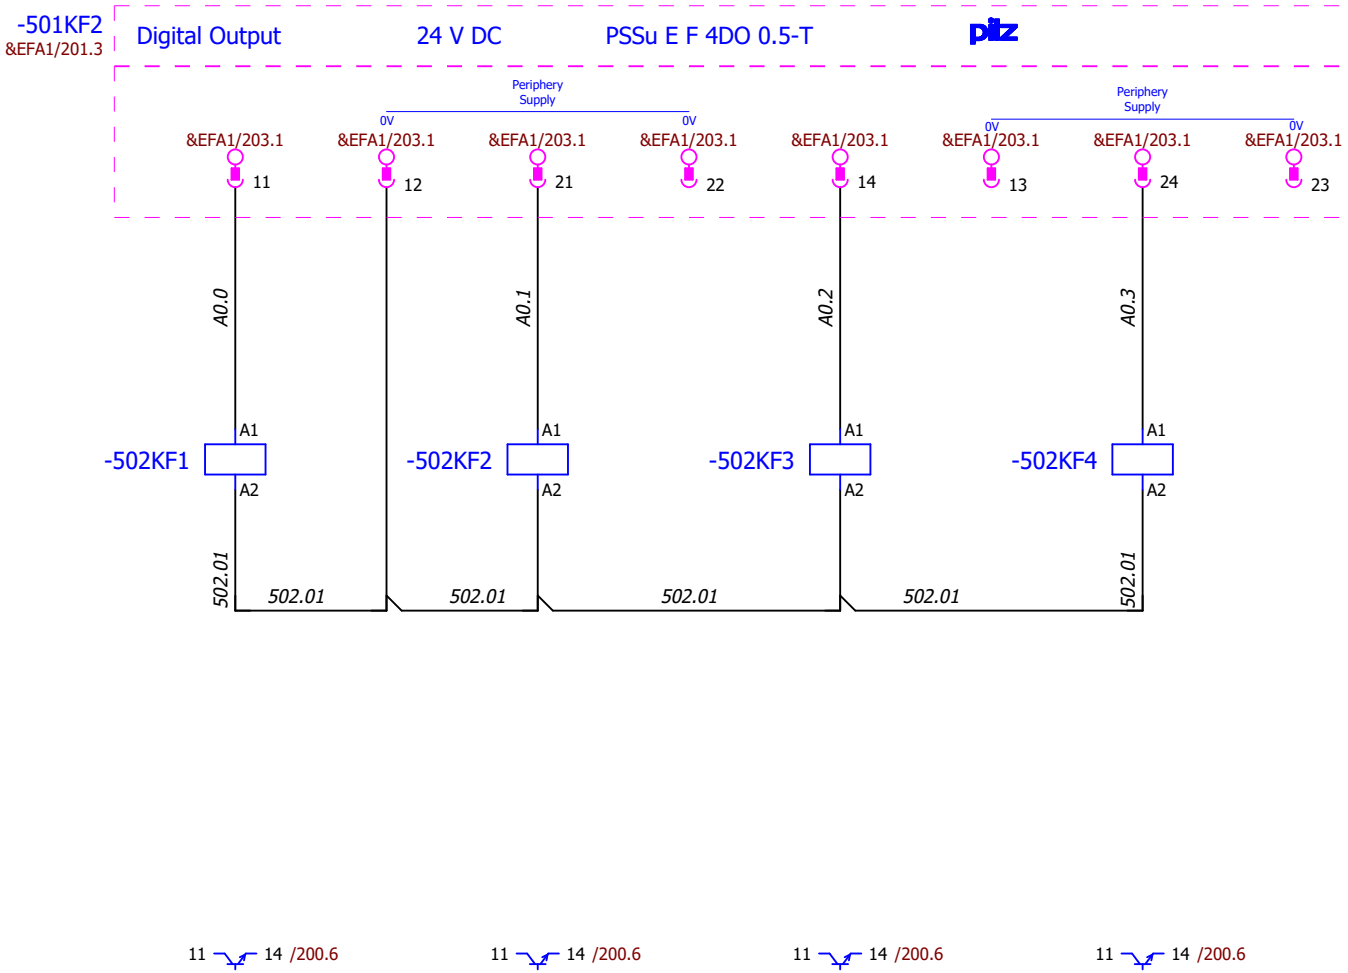 -501KF2
&EFA1/201.3
Digital Output 24 V DC PSSu E F 4DO 0.5-T pilz
Periphery
Supply
Periphery
Supply
0V 0V 0V 0V
&EFA1/203.1 &EFA1/203.1 &EFA1/203.1 &EFA1/203.1 &EFA1/203.1 &EFA1/203.1 &EFA1/203.1 &EFA1/203.1
11 12 21 22 14 13 24 23
A0.0 A0.1 A0.2 A0.3
A1 A1 A1 A1
-502KF1 -502KF2 -502KF3 -502KF4
A2 A2 A2 A2
502.01 502.01 502.01 502.01 502.01 502.01
11 14 /200.6 11 14 /200.6 11 14 /200.6 11 14 /200.6